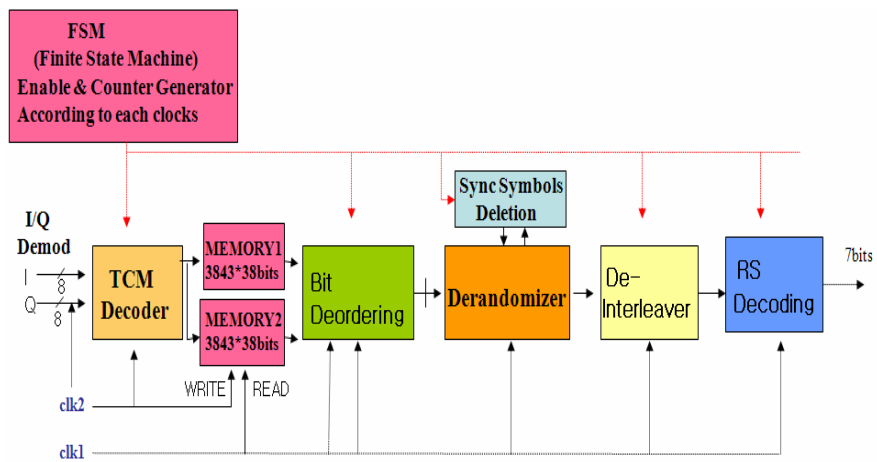 FSM
(Finite State Machine)
Enable & Counter Generator
According to each clocks
Sync Symbols
Deletion
I/Q
Demod
I
8
Q
8
TCM
Decoder
MEMORY1
3843*38bits
MEMORY2
3843*38bits
Bit
Deordering
Derandomizer
De-
Interleaver
RS
Decoding
7bits
WRITE
READ
clk2
clk1